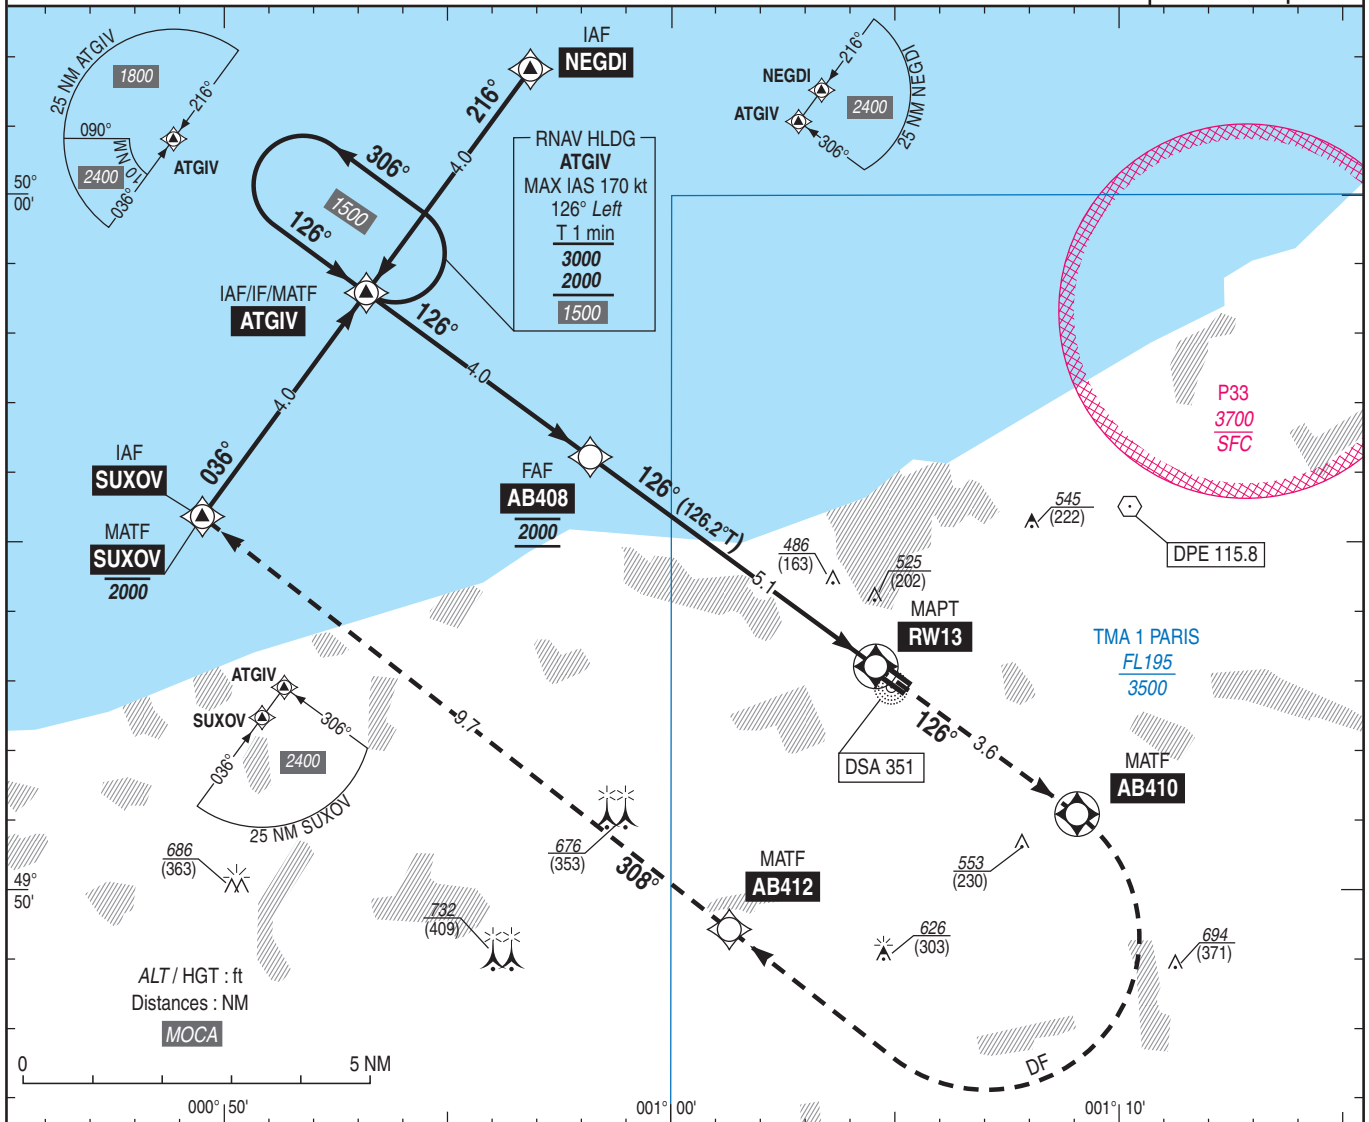 25 NM ATGIV
1800
216°
090°
10 NM
2400
036°
ATGIV
IAF
NEGDI
216°
4.0
NEGDI
ATGIV
216°
2400
306°
25 NM NEGDI
RNAV HLDG
ATGIV
MAX IAS 170 kt
126° Left
T 1 min
3000
2000
1500
306°
1500
126°
50°
00'
IAF/IF/MATF
ATGIV
126°
4.0
4.0
036°
IAF
SUXOV
MATF
SUXOV
2000
FAF
AB408
2000
126° (126.2°T)
5.1
P33
3700
SFC
545
(222)
DPE 115.8
486
(163)
525
(202)
MAPT
RW13
TMA 1 PARIS
FL195
3500
DSA 351
126°
3.6
MATF
AB410
ATGIV
SUXOV
306°
036°
2400
25 NM SUXOV
9.7
686
(363)
676
(353)
308°
MATF
AB412
553
(230)
49°
50'
732
(409)
626
(303)
694
(371)
ALT / HGT : ft
Distances : NM
MOCA
0
5 NM
DF
000° 50'
001° 00'
001° 10'